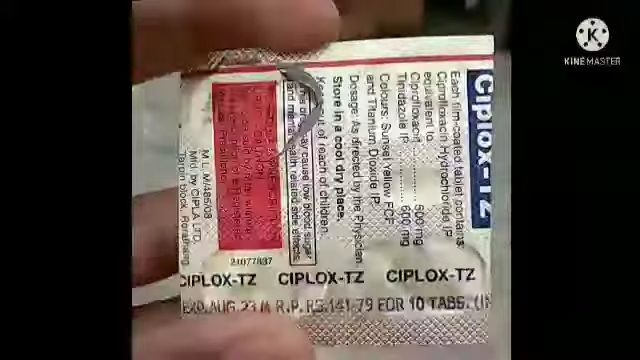 KINEMASTER
Ciplox-TZ
Each film-coated tablet contains:
Ciprofloxacin Hydrochloride IP
equivalent to
Ciprofloxacin .......... 500 mg
Tinidazole IP .......... 600 mg
Colours: Sunset Yellow FCF
and Titanium Dioxide IP
Dosage: As directed by the Physician
Store in a cool dry place.
Keep out of reach of children.
may cause low blood sugar
and mental health related side effects.
M.L. M/486/08
Mfd. by CIPLA LTD.
21077837
CIPLOX-TZ CIPLOX-TZ CIPLOX-TZ
EXP. AUG. 23 M.R.P. RS.141.79 FOR 10 TABS. (I